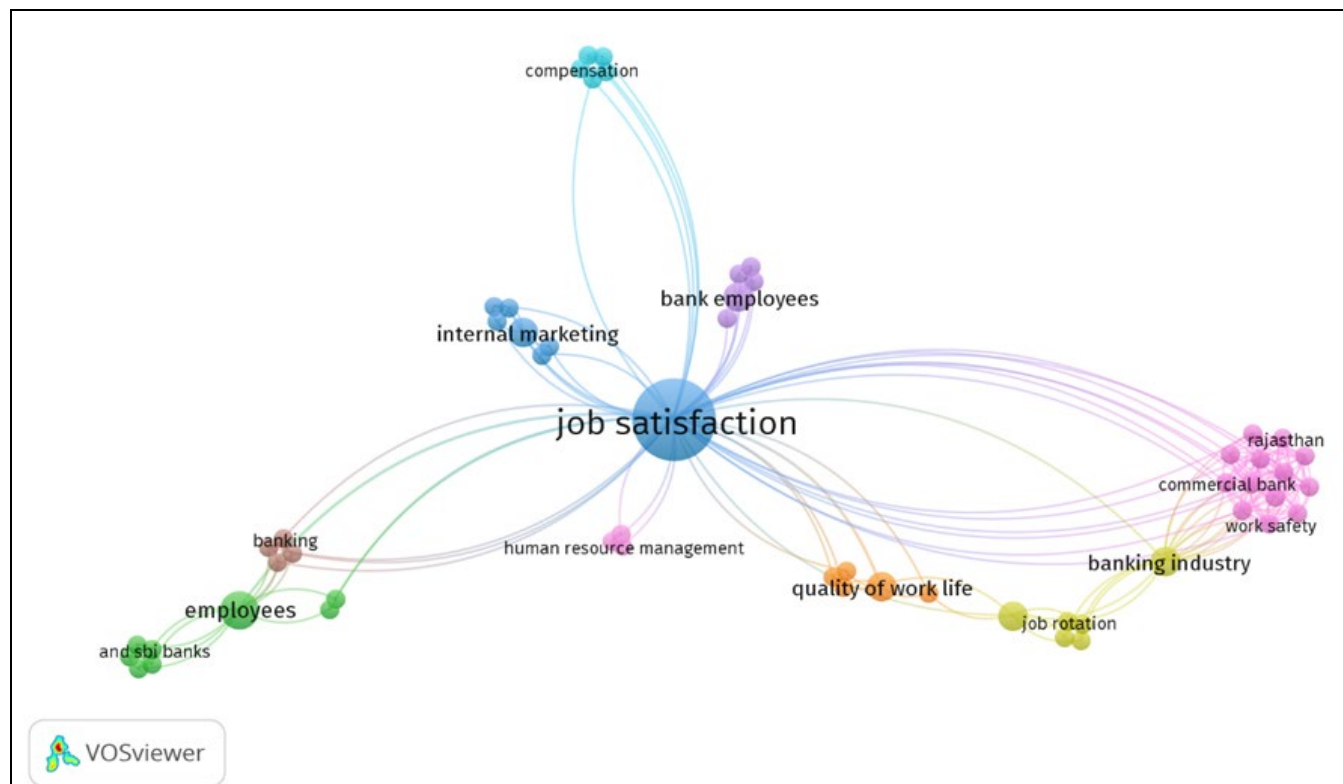 compensation
bank employees
internal marketing
job satisfaction
rajasthan
commercial bank
work safety
banking
human resource management
banking industry
quality of work life
employees
job rotation
and sbi banks
VOSviewer